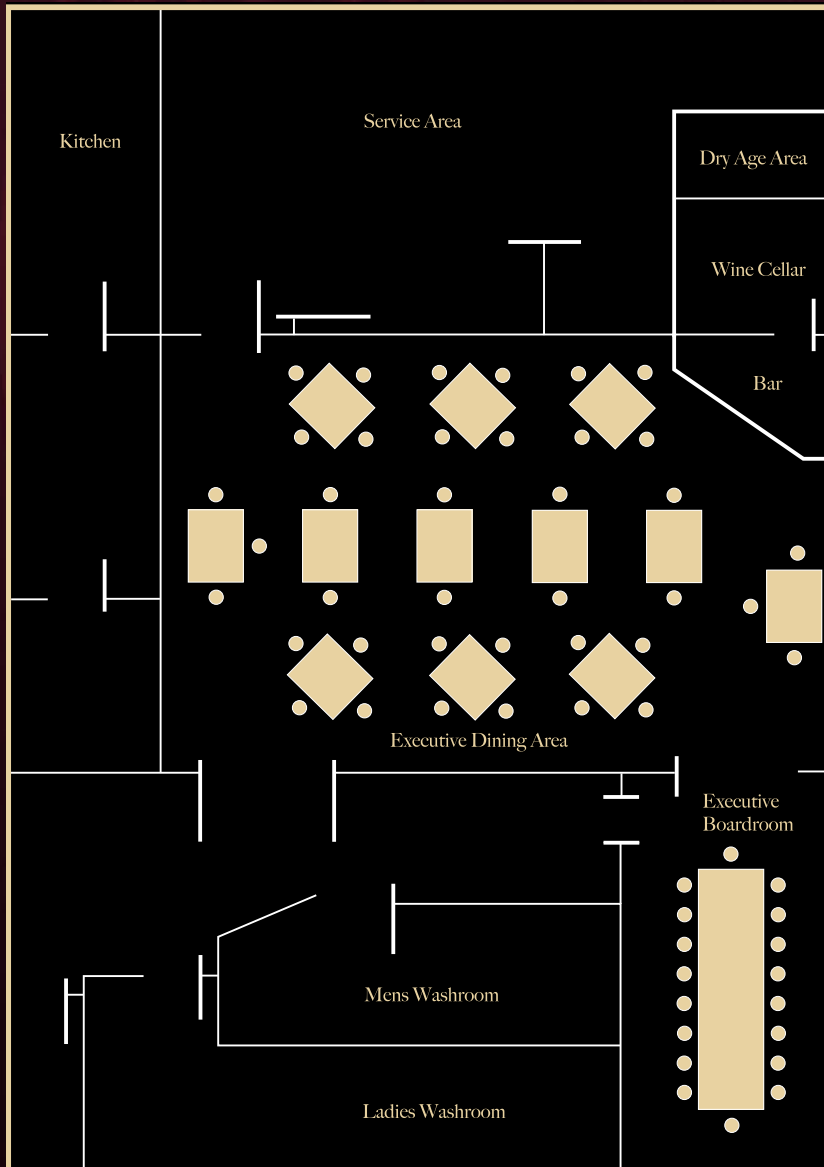 Service Area
Kitchen
Dry Age Area
Wine Cellar
Bar
Executive Dining Area
Executive
Boardroom
Mens Washroom
Ladies Washroom